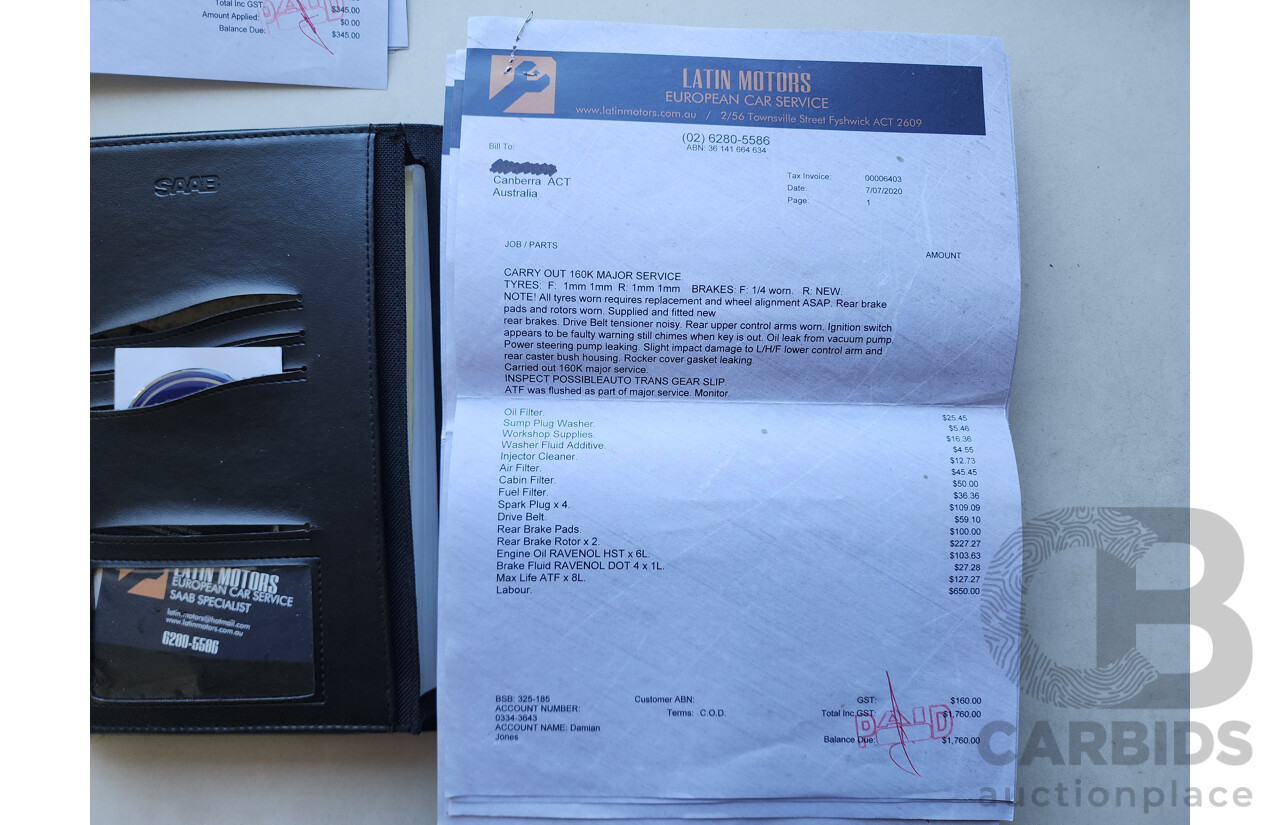 Total Inc GST:
$345.00
Amount Applied:
$0.00
Balance Due:
$345.00
PAID
SAAB
LATIN MOTORS
EUROPEAN CAR SERVICE
SAAB SPECIALIST
latin.motors@hotmail.com
www.latinmotors.com.au
6280-5586
LATIN MOTORS
EUROPEAN CAR SERVICE
www.latinmotors.com.au / 2/56 Townsville Street Fyshwick ACT 2609
(02) 6280-5586
ABN: 36 141 664 634
Bill To:
Canberra ACT
Australia
Tax Invoice: 00006403
Date: 7/07/2020
Page: 1
JOB / PARTS
AMOUNT
CARRY OUT 160K MAJOR SERVICE.
TYRES: F: 1mm 1mm R: 1mm 1mm BRAKES: F: 1/4 worn. R: NEW.
NOTE! All tyres worn requires replacement and wheel alignment ASAP. Rear brake
pads and rotors worn. Supplied and fitted new
rear brakes. Drive Belt tensioner noisy. Rear upper control arms worn. Ignition switch
appears to be faulty warning still chimes when key is out. Oil leak from vacuum pump.
Power steering pump leaking. Slight impact damage to L/H/F lower control arm and
rear caster bush housing. Rocker cover gasket leaking.
Carried out 160K major service.
INSPECT POSSIBLEAUTO TRANS GEAR SLIP.
ATF was flushed as part of major service. Monitor.
Oil Filter. $25.45
Sump Plug Washer. $5.46
Workshop Supplies. $16.36
Washer Fluid Additive. $4.55
Injector Cleaner. $12.73
Air Filter. $45.45
Cabin Filter. $50.00
Fuel Filter. $36.36
Spark Plug x 4. $109.09
Drive Belt. $59.10
Rear Brake Pads. $100.00
Rear Brake Rotor x 2. $227.27
Engine Oil RAVENOL HST x 6L. $103.63
Brake Fluid RAVENOL DOT 4 x 1L. $27.28
Max Life ATF x 8L. $127.27
Labour. $650.00
BSB: 325-185
ACCOUNT NUMBER:
0334-3643
ACCOUNT NAME: Damian
Jones
Customer ABN:
Terms: C.O.D.
GST: $160.00
Total Inc GST: $1,760.00
PAID
Balance Due: $1,760.00
CARBIDS
auctionplace